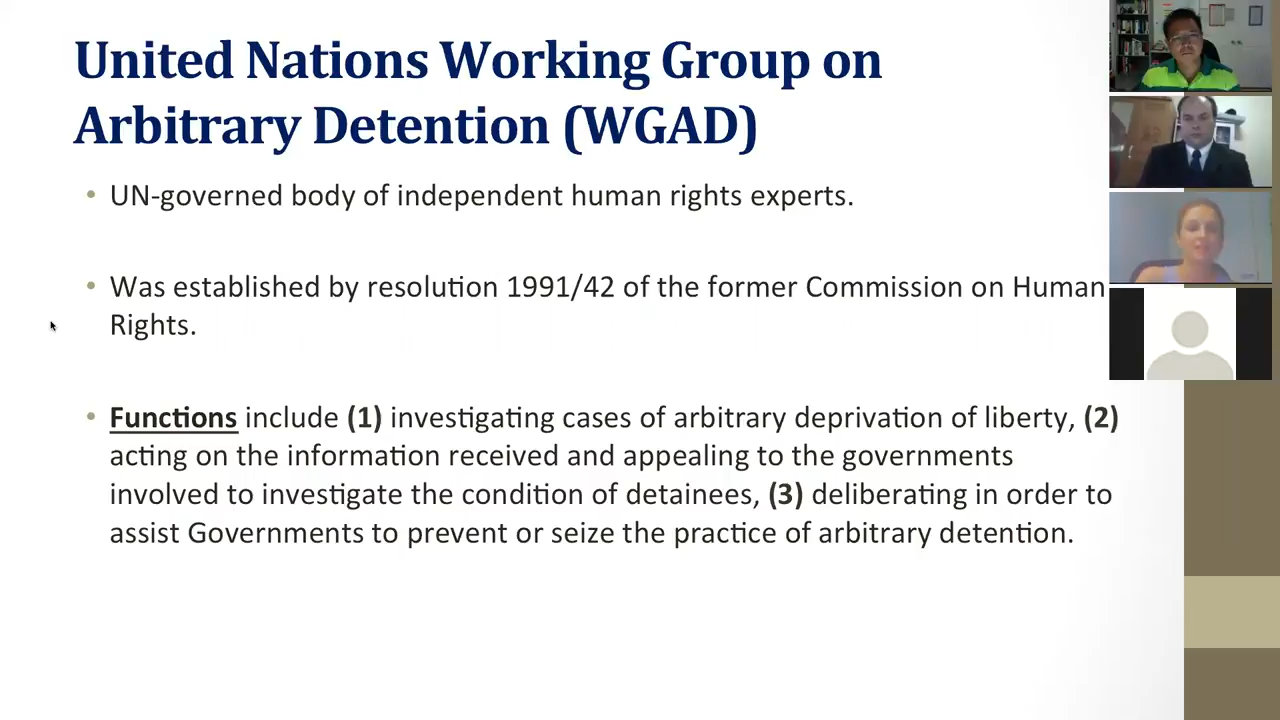 United Nations Working Group on
Arbitrary Detention (WGAD)
• UN-governed body of independent human rights experts.
• Was established by resolution 1991/42 of the former Commission on Human
Rights.
• Functions include (1) investigating cases of arbitrary deprivation of liberty, (2)
acting on the information received and appealing to the governments
involved to investigate the condition of detainees, (3) deliberating in order to
assist Governments to prevent or seize the practice of arbitrary detention.